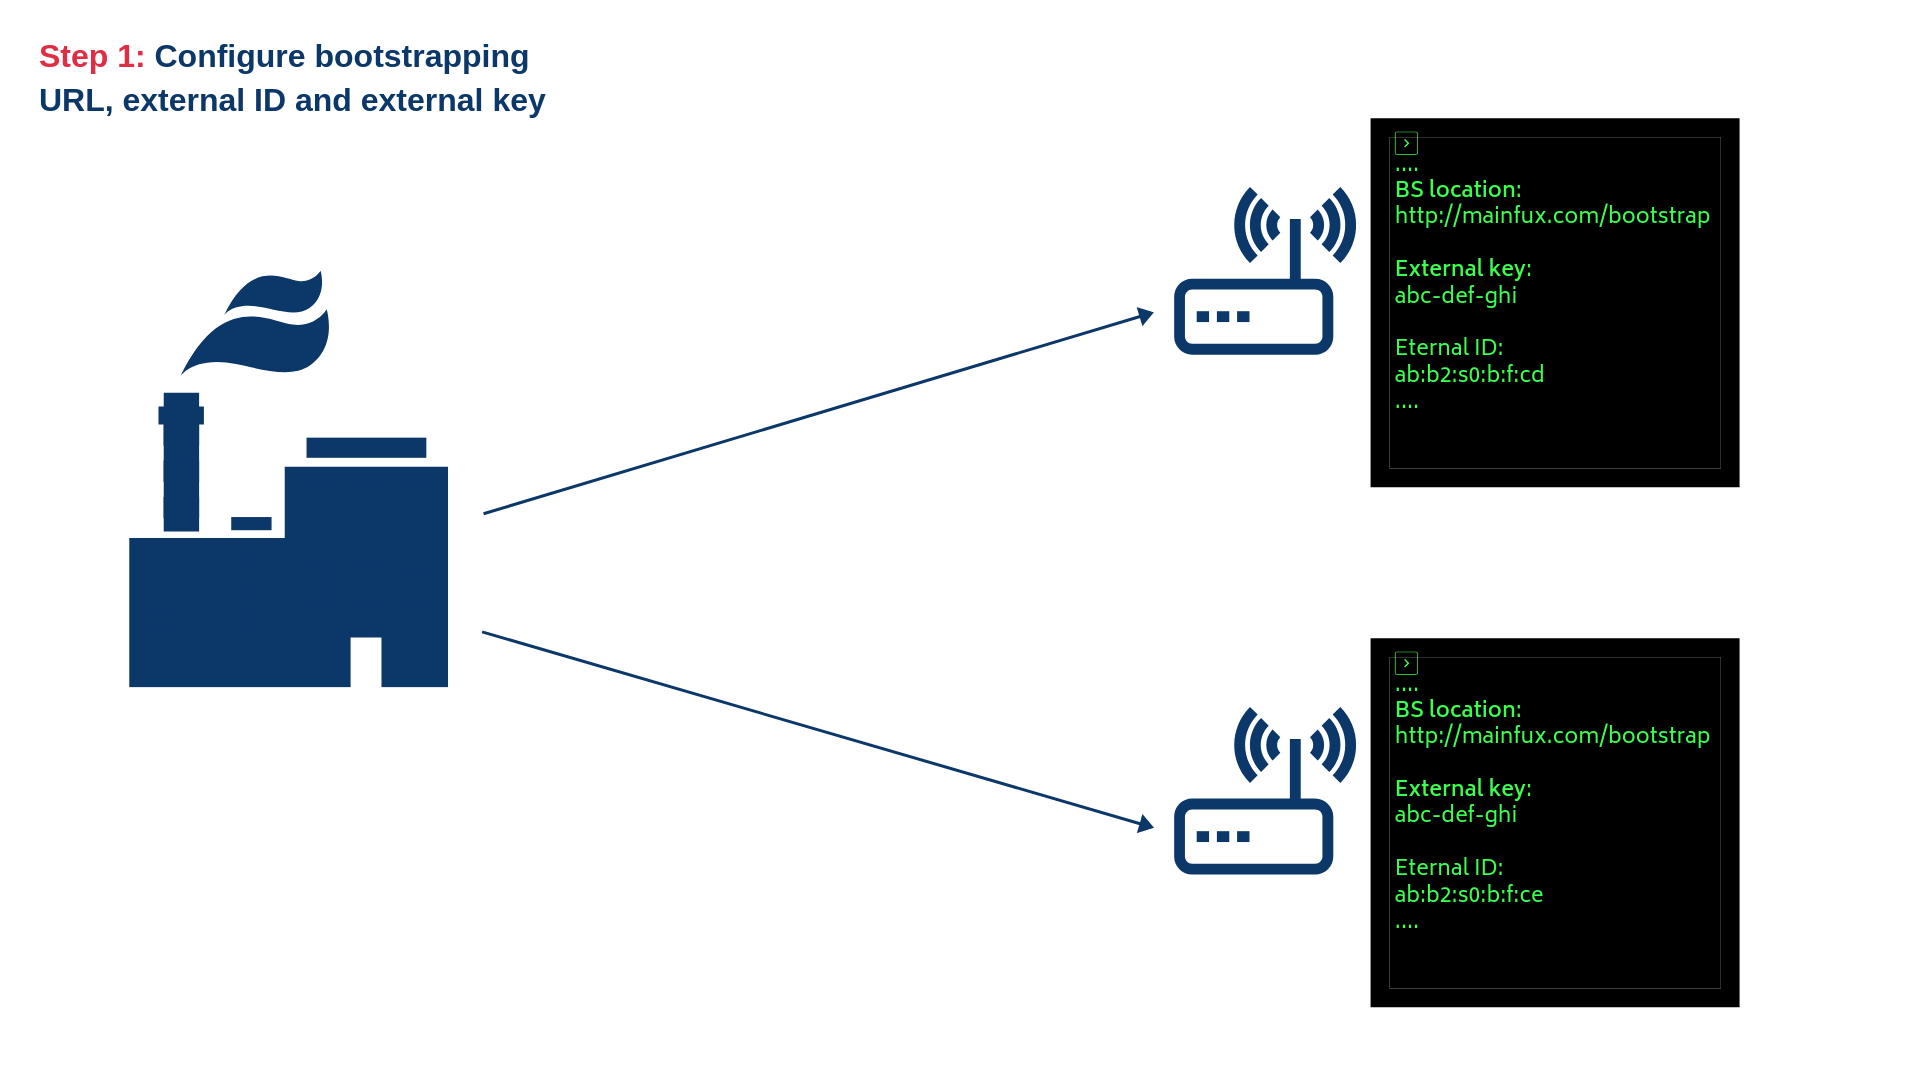 Step 1: Configure bootstrapping
URL, external ID and external key
....
BS location:
http://mainfux.com/bootstrap
External key:
abc-def-ghi
Eternal ID:
ab:b2:s0:b:f:cd
....
....
BS location:
http://mainfux.com/bootstrap
External key:
abc-def-ghi
Eternal ID:
ab:b2:s0:b:f:ce
....